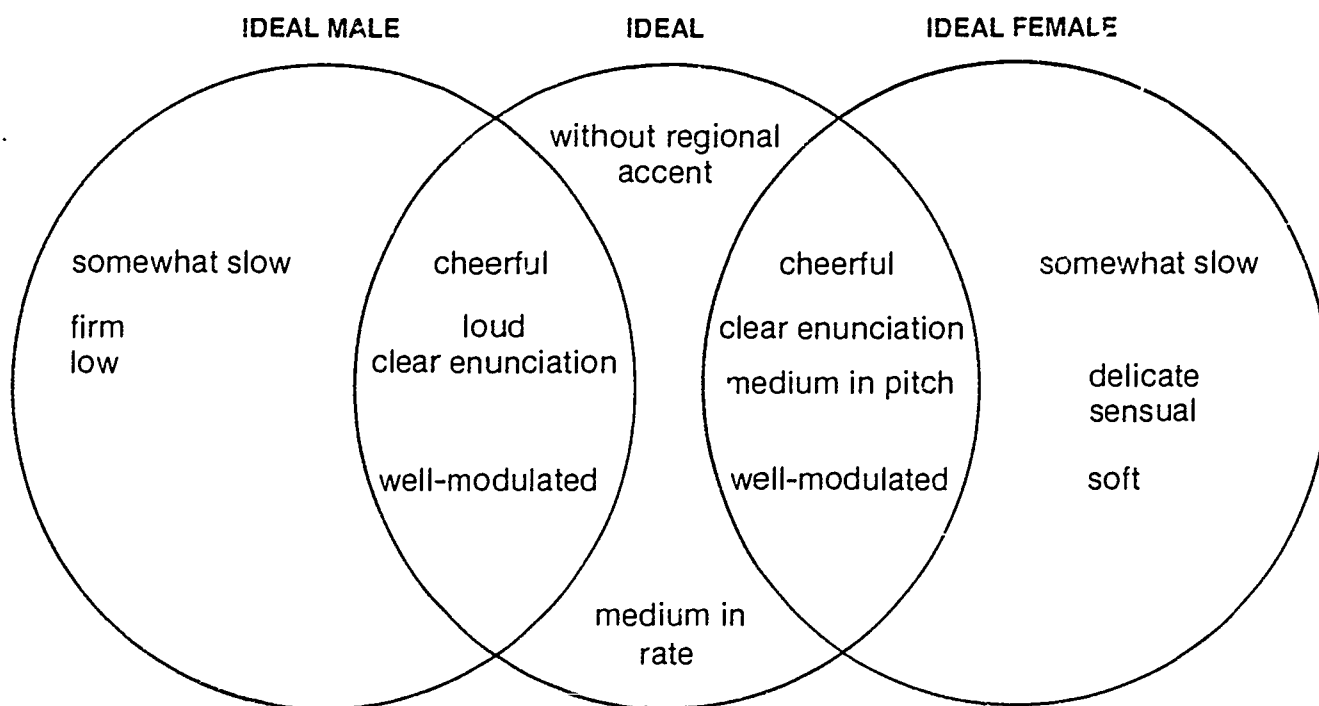 IDEAL MALE
IDEAL
IDEAL FEMALE
without regional
accent
somewhat slow
firm
low
cheerful
loud
clear enunciation
well-modulated
cheerful
clear enunciation
medium in pitch
well-modulated
somewhat slow
delicate
sensual
soft
medium in
rate